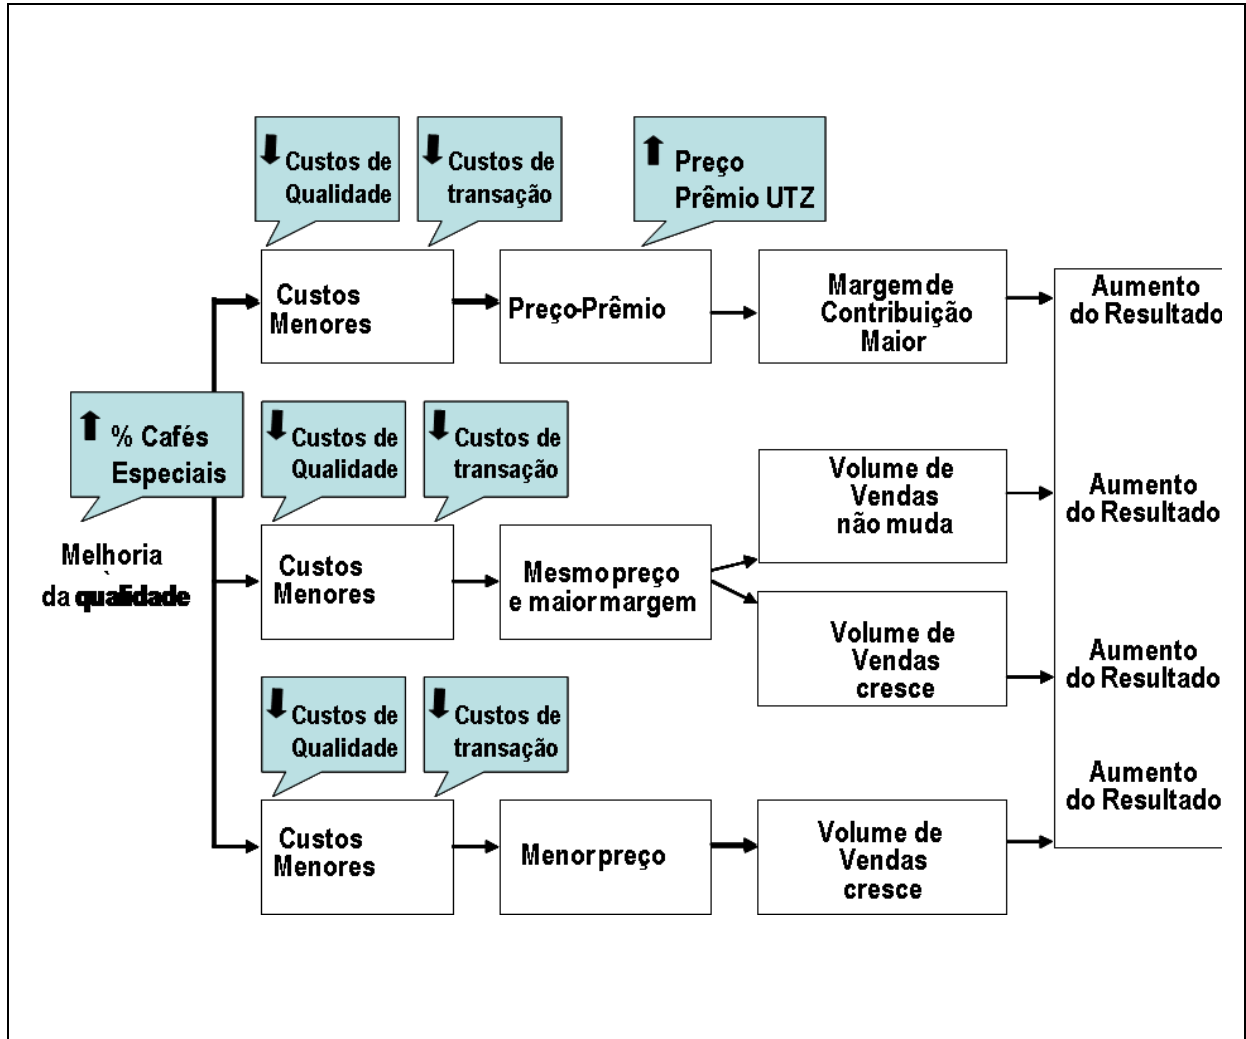 Custos de
Qualidade
Custos de
transação
Preço
Prêmio UTZ
Custos
Menores
Preço-Prêmio
Margem de
Contribuição
Maior
Aumento
do Resultado
% Cafés
Especiais
Custos de
Qualidade
Custos de
transação
Melhoria
da qualidade
Custos
Menores
Mesmo preço
e maior margem
Volume de
Vendas
não muda
Aumento
do Resultado
Volume de
Vendas
cresce
Aumento
do Resultado
Custos de
Qualidade
Custos de
transação
Custos
Menores
Menor preço
Volume de
Vendas
cresce
Aumento
do Resultado